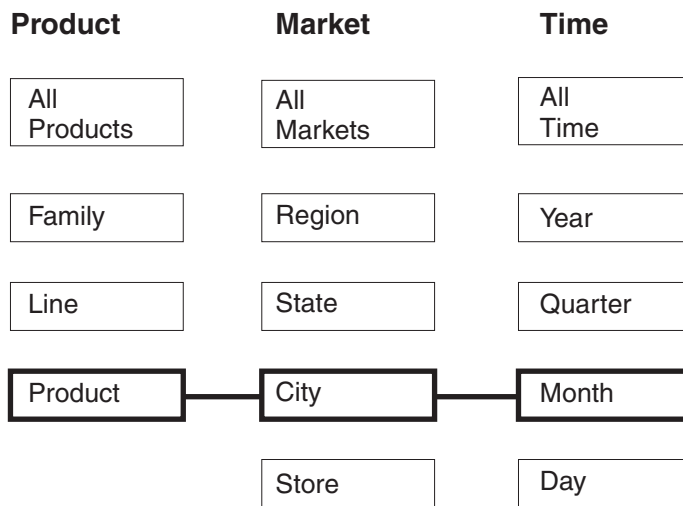 Product Market Time
All Products
All Markets
All Time
Family Region Year
Line State Quarter
Product City Month
Store Day